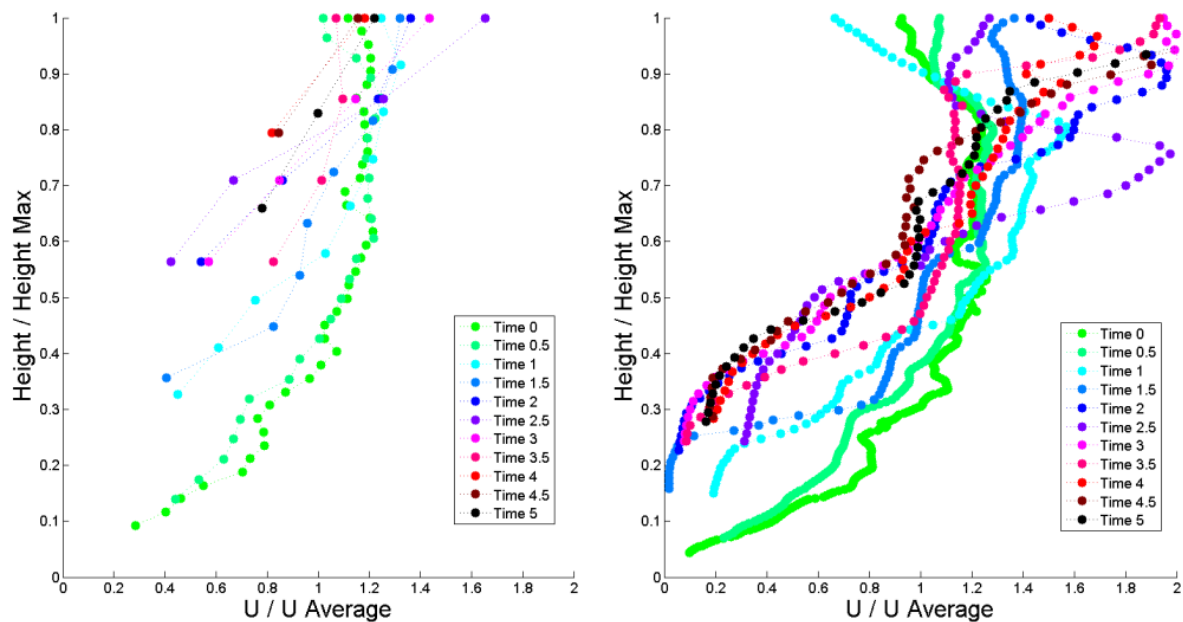 1
0.9
0.8
0.7
0.6
0.5
0.4
0.3
0.2
0.1
0
Height / Height Max
Time 0
Time 0.5
Time 1
Time 1.5
Time 2
Time 2.5
Time 3
Time 3.5
Time 4
Time 4.5
Time 5
0 0.2 0.4 0.6 0.8 1 1.2 1.4 1.6 1.8 2
U / U Average
1
0.9
0.8
0.7
0.6
0.5
0.4
0.3
0.2
0.1
0
Height / Height Max
Time 0
Time 0.5
Time 1
Time 1.5
Time 2
Time 2.5
Time 3
Time 3.5
Time 4
Time 4.5
Time 5
0 0.2 0.4 0.6 0.8 1 1.2 1.4 1.6 1.8 2
U / U Average